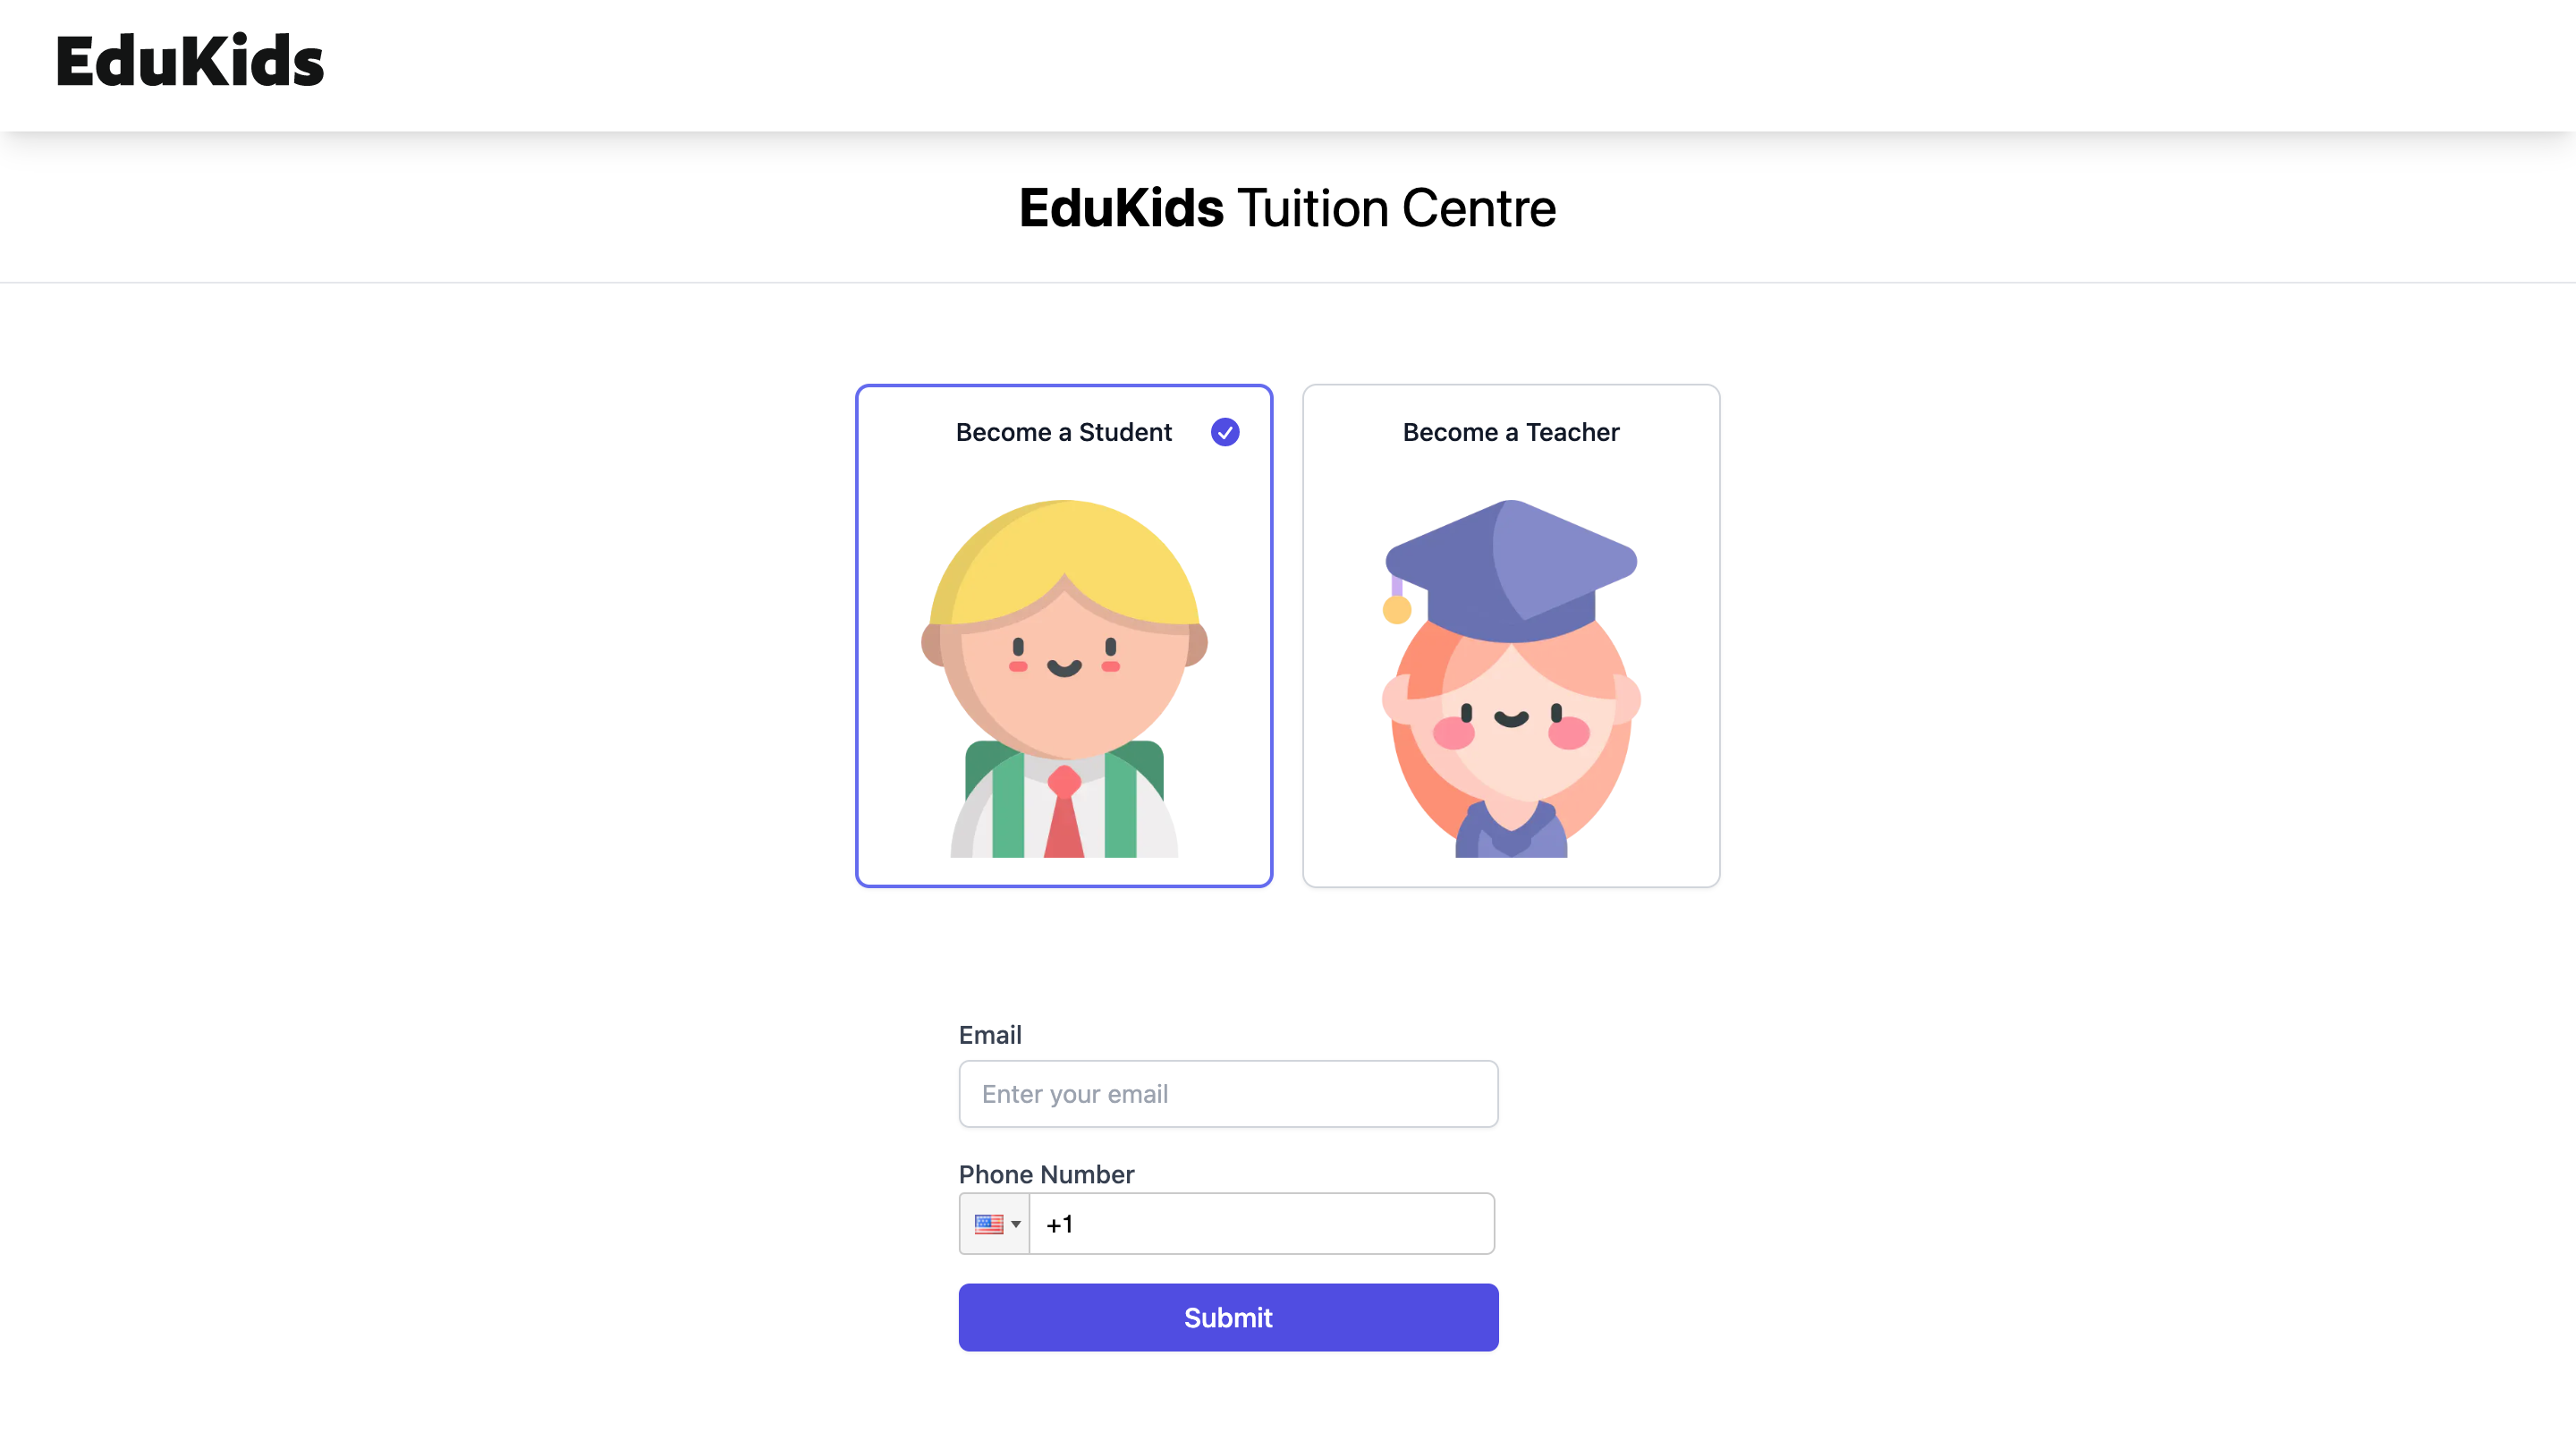 EduKids
EduKids Tuition Centre
Become a Student
Become a Teacher
Email
Enter your email
Phone Number
+1
Submit